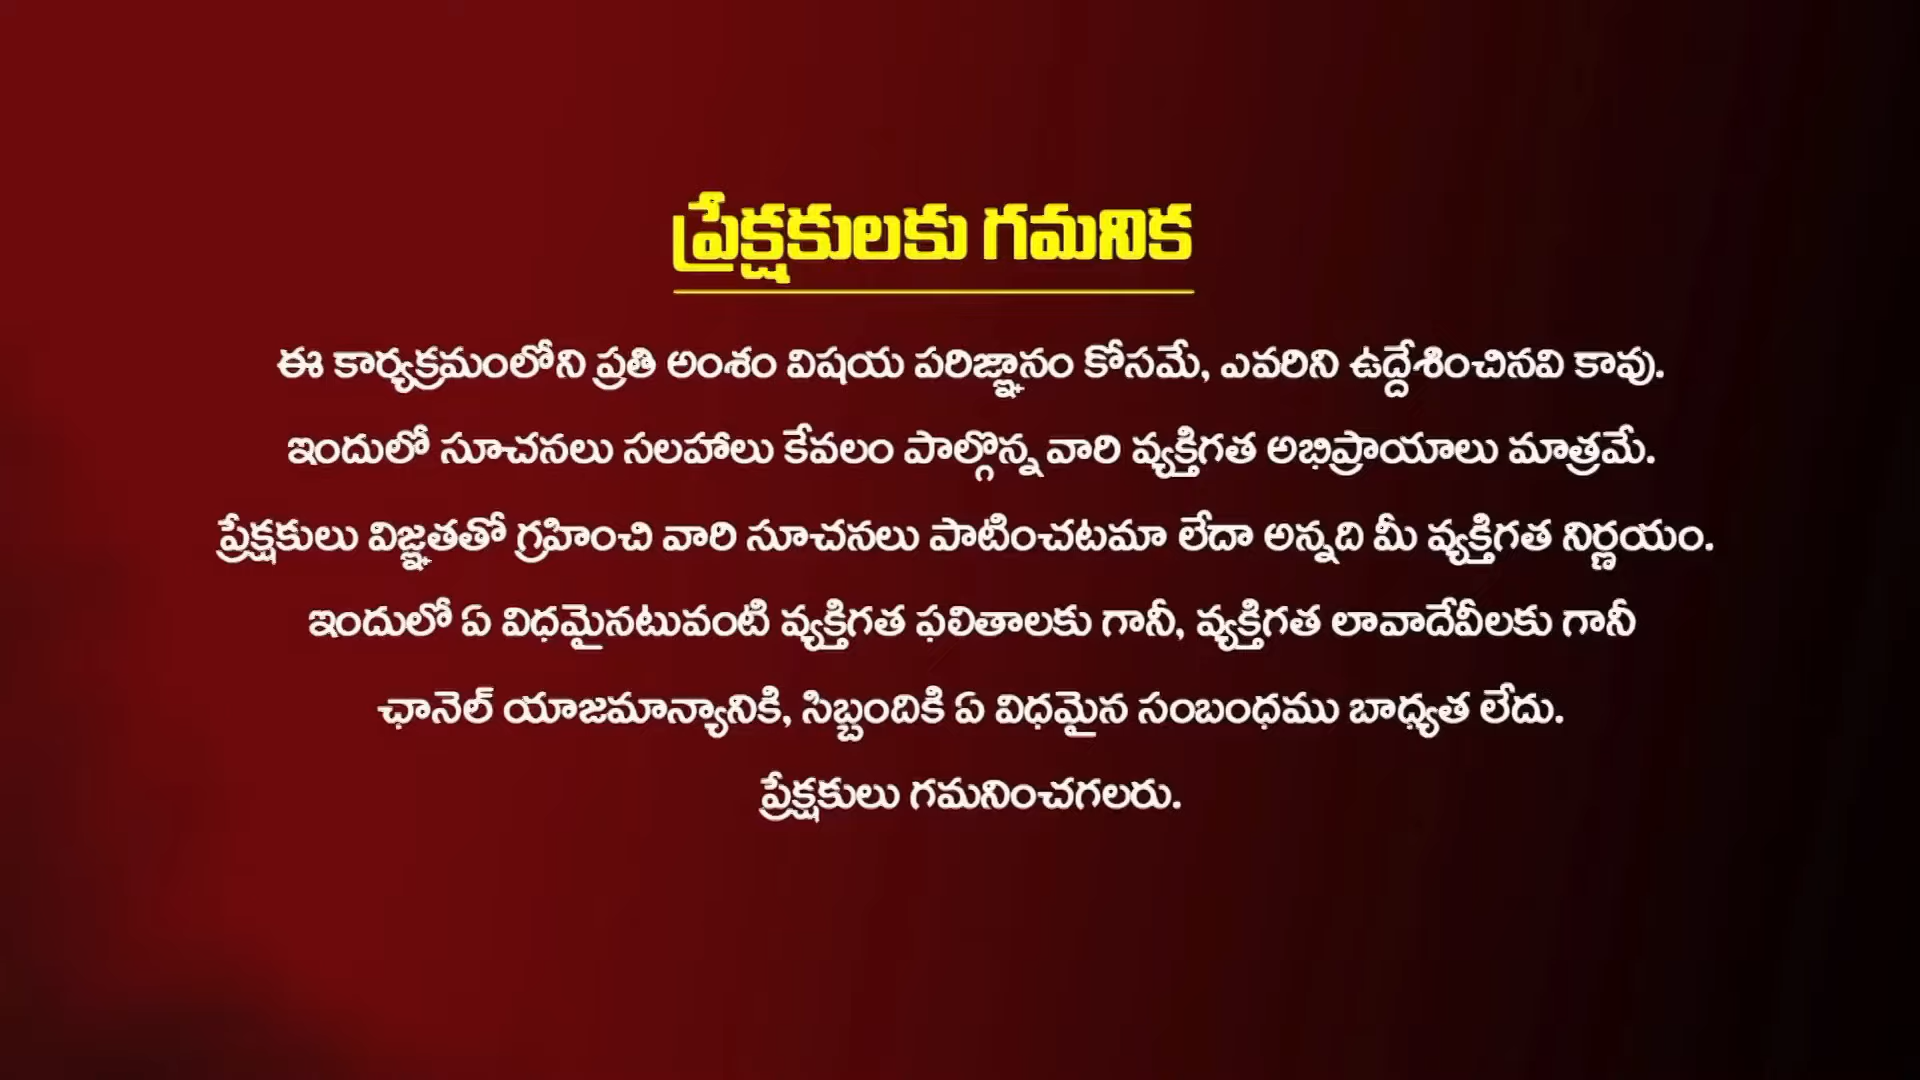 ప్రేక్షకులకు గమనిక
ఈ కార్యక్రమంలోని ప్రతి అంశం విషయ పరిజ్ఞానం కోసమే, ఎవరిని ఉద్దేశించినవి కావు.
ఇందులో సూచనలు సలహాలు కేవలం పాల్గొన్న వారి వ్యక్తిగత అభిప్రాయాలు మాత్రమే.
ప్రేక్షకులు విజ్ఞతతో గ్రహించి వారి సూచనలు పాటించటమా లేదా అన్నది మీ వ్యక్తిగత నిర్ణయం.
ఇందులో ఏ విధమైనటువంటి వ్యక్తిగత ఫలితాలకు గానీ, వ్యక్తిగత లావాదేవీలకు గానీ
ఛానెల్ యాజమాన్యానికి, సిబ్బందికి ఏ విధమైన సంబంధము బాధ్యత లేదు.
ప్రేక్షకులు గమనించగలరు.